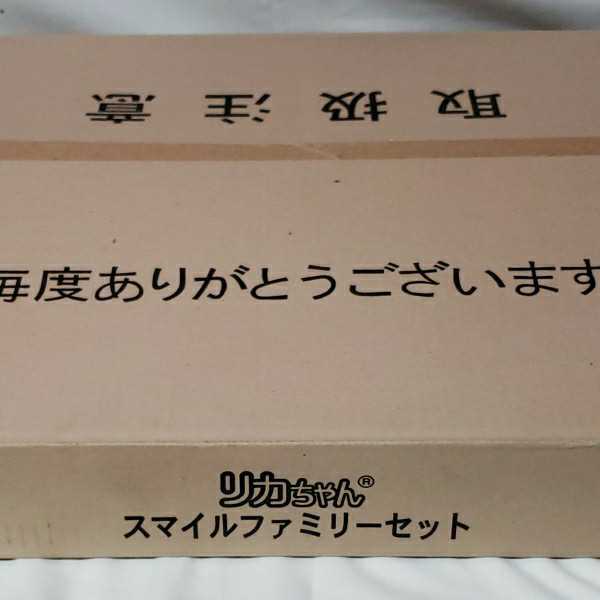 取扱注意
毎度ありがとうございます
リカちゃん®
スマイルファミリーセット